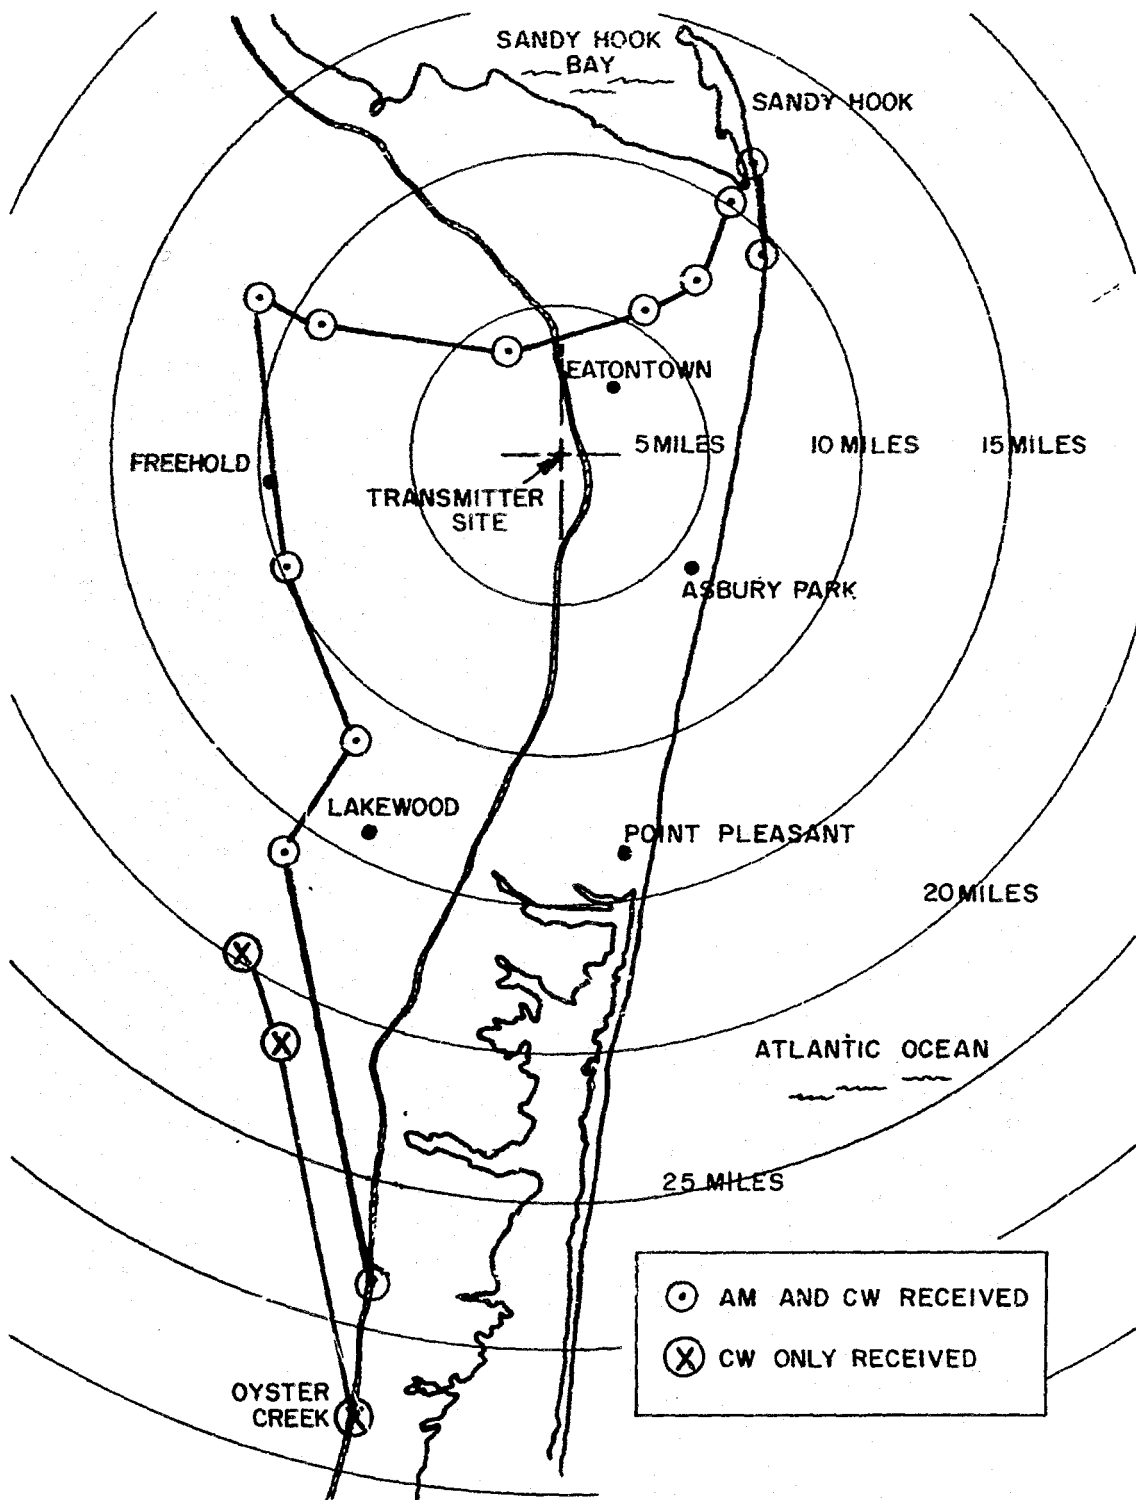 SANDY HOOK
BAY
SANDY HOOK
EATONTOWN
5 MILES
10 MILES
15 MILES
FREEHOLD
TRANSMITTER
SITE
ASBURY PARK
LAKEWOOD
POINT PLEASANT
20 MILES
ATLANTIC OCEAN
25 MILES
AM AND CW RECEIVED
X CW ONLY RECEIVED
OYSTER
CREEK